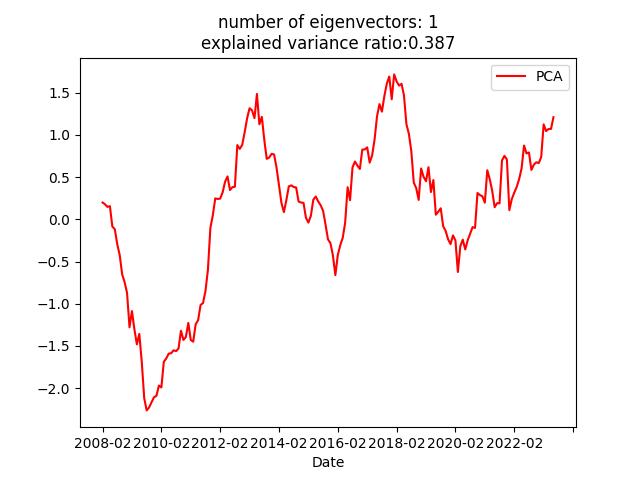 number of eigenvectors: 1
explained variance ratio:0.387
PCA
1.5
1.0
0.5
0.0
−0.5
−1.0
−1.5
−2.0
2008-02 2010-02 2012-02 2014-02 2016-02 2018-02 2020-02 2022-02
Date